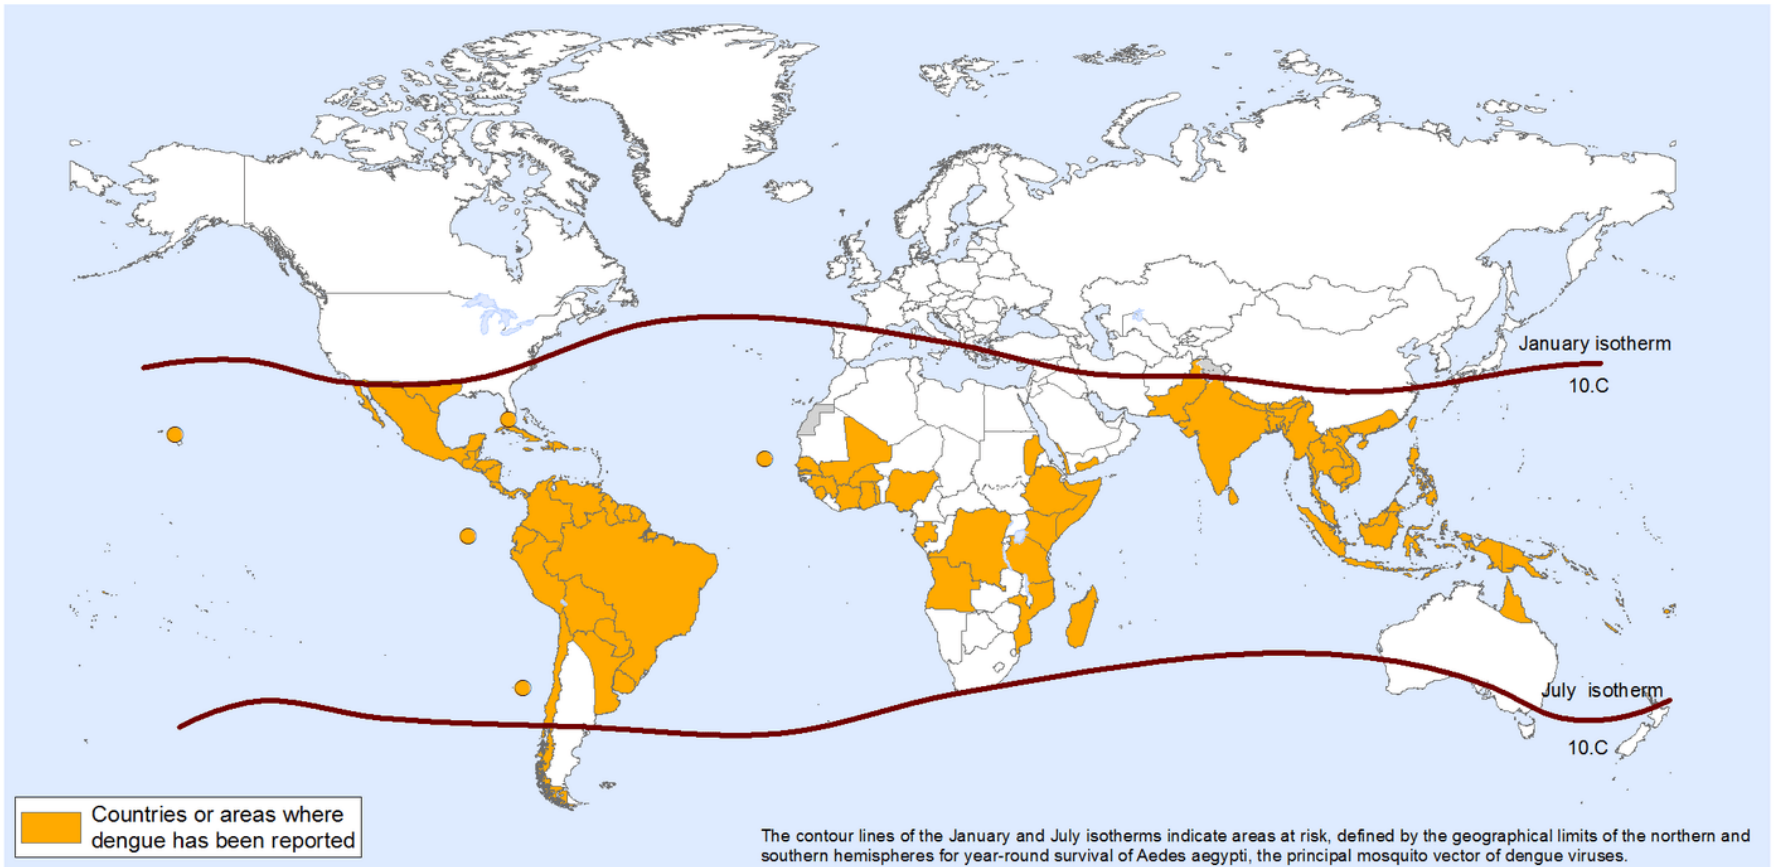 January isotherm
10.C
July isotherm
10.C
Countries or areas where
dengue has been reported
The contour lines of the January and July isotherms indicate areas at risk, defined by the geographical limits of the northern and
southern hemispheres for year-round survival of Aedes aegypti, the principal mosquito vector of dengue viruses.